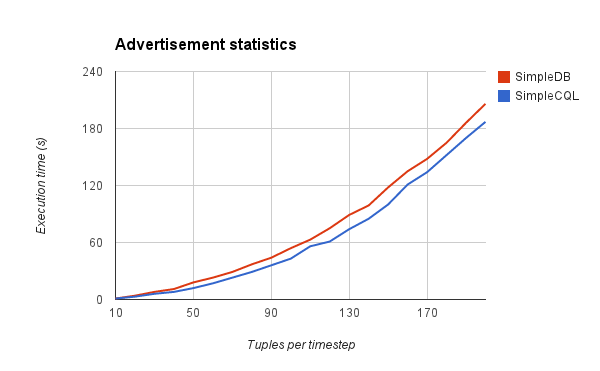 Advertisement statistics
SimpleDB
SimpleCQL
Execution time (s)
240
180
120
60
0
10 50 90 130 170
Tuples per timestep